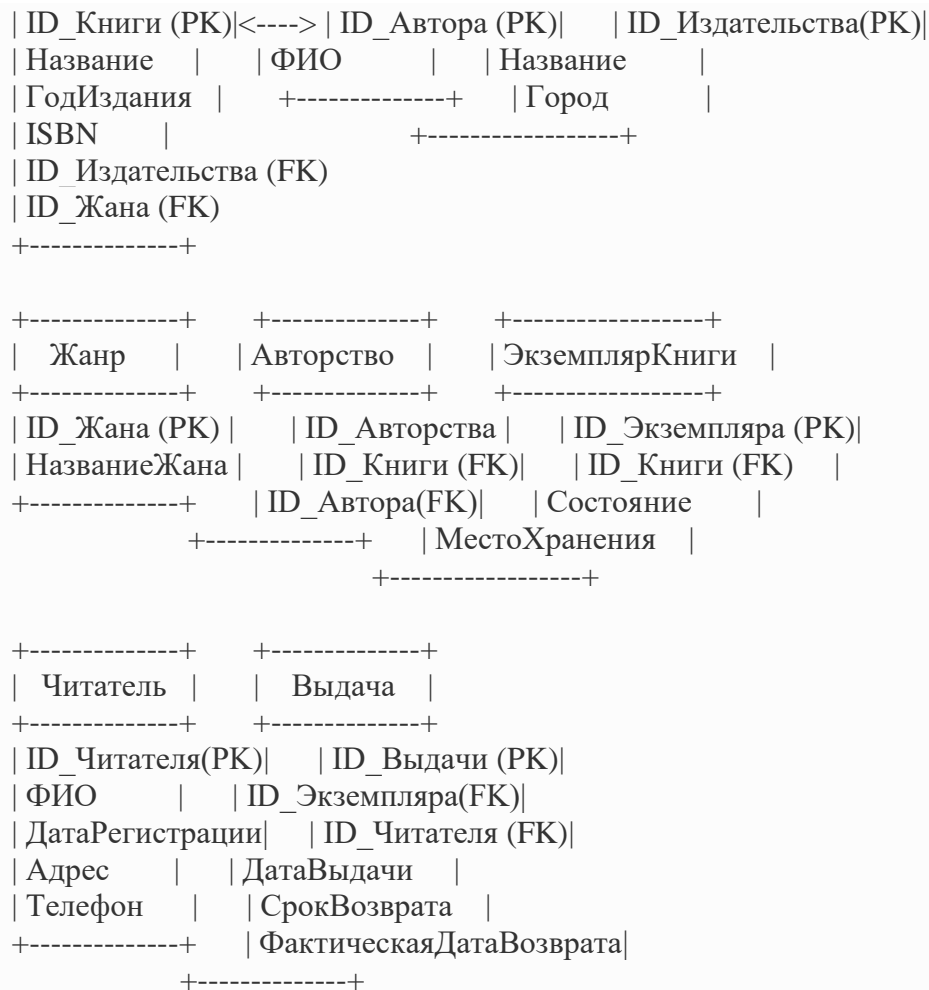 | ID_Книги (PK)|<----> | ID_Автора (PK)| | ID_Издательства(PK)|
| Название | | ФИО | | Название |
| ГодИздания | +--------------+ | Город |
| ISBN | +------------------+
| ID_Издательства (FK)
| ID_Жана (FK)
+--------------+
+--------------+ +--------------+ +------------------+
| Жанр | | Авторство | | ЭкземплярКниги |
+--------------+ +--------------+ +------------------+
| ID_Жана (PK) | | ID_Авторства | | ID_Экземпляра (PK)|
| НазваниеЖана | | ID_Книги (FK)| | ID_Книги (FK) |
+--------------+ | ID_Автора(FK)| | Состояние |
+--------------+ | МестоХранения |
+------------------+
+--------------+ +--------------+
| Читатель | | Выдача |
+--------------+ +--------------+
| ID_Читателя(PK)| | ID_Выдачи (PK)|
| ФИО | | ID_Экземпляра(FK)|
| ДатаРегистрации| | ID_Читателя (FK)|
| Адрес | | ДатаВыдачи |
| Телефон | | СрокВозврата |
+--------------+ | ФактическаяДатаВозврата|
+--------------+